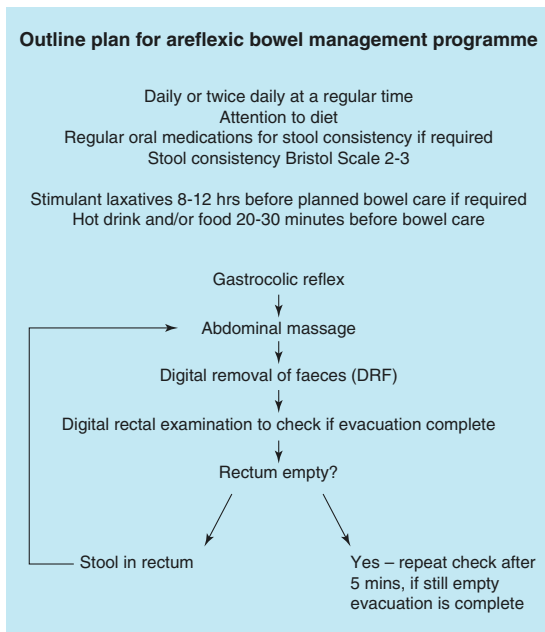 Outline plan for areflexic bowel management programme
Daily or twice daily at a regular time
Attention to diet
Regular oral medications for stool consistency if required
Stool consistency Bristol Scale 2-3
Stimulant laxatives 8-12 hrs before planned bowel care if required
Hot drink and/or food 20-30 minutes before bowel care
Gastrocolic reflex
Abdominal massage
Digital removal of faeces (DRF)
Digital rectal examination to check if evacuation complete
Rectum empty?
Stool in rectum
Yes – repeat check after
5 mins, if still empty
evacuation is complete